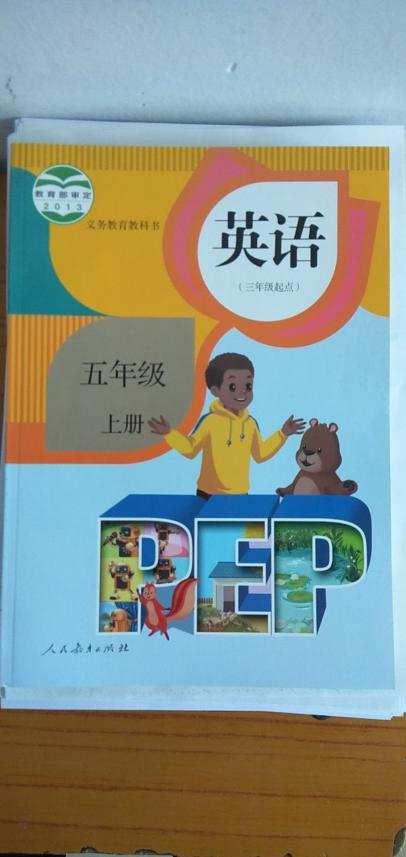 教育部审定
2013
义务教育教科书
英语
（三年级起点）
五年级
上册
PEP
人民教育出版社